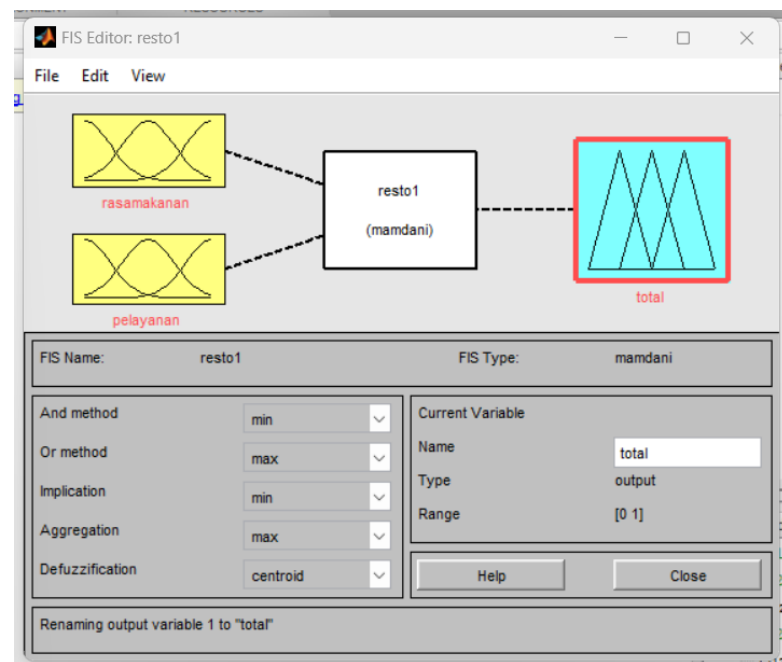 FIS Editor: resto1
File Edit View
rasamakanan
resto1
(mamdani)
pelayanan
total
FIS Name: resto1 FIS Type: mamdani
And method min
Or method max
Implication min
Aggregation max
Defuzzification centroid
Current Variable
Name total
Type output
Range [0 1]
Help Close
Renaming output variable 1 to "total"